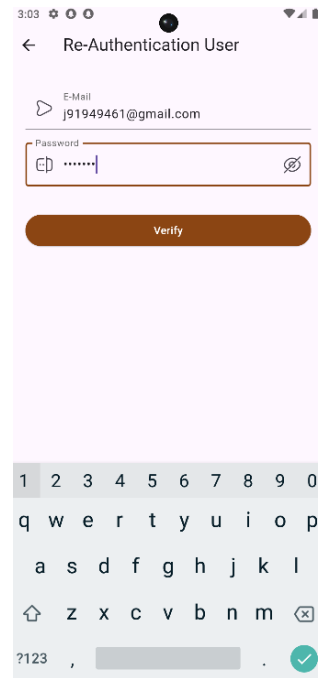 3:03
Re-Authentication User
E-Mail
j91949461@gmail.com
Password
•••••••
Verify
1 2 3 4 5 6 7 8 9 0
q w e r t y u i o p
a s d f g h j k l
z x c v b n m
?123 , .